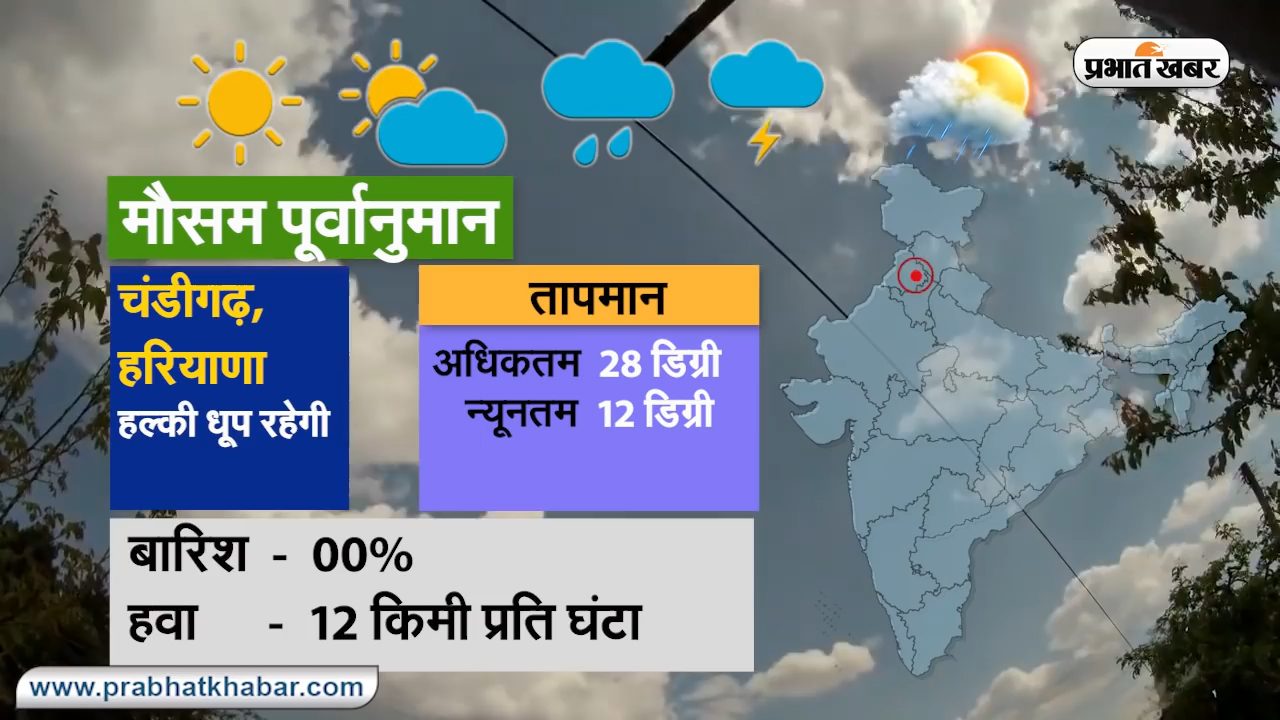 प्रभात खबर
मौसम पूर्वानुमान
चंडीगढ़,
हरियाणा
हल्की धूप रहेगी
तापमान
अधिकतम 28 डिग्री
न्यूनतम 12 डिग्री
बारिश - 00%
हवा - 12 किमी प्रति घंटा
www.prabhatkhabar.com